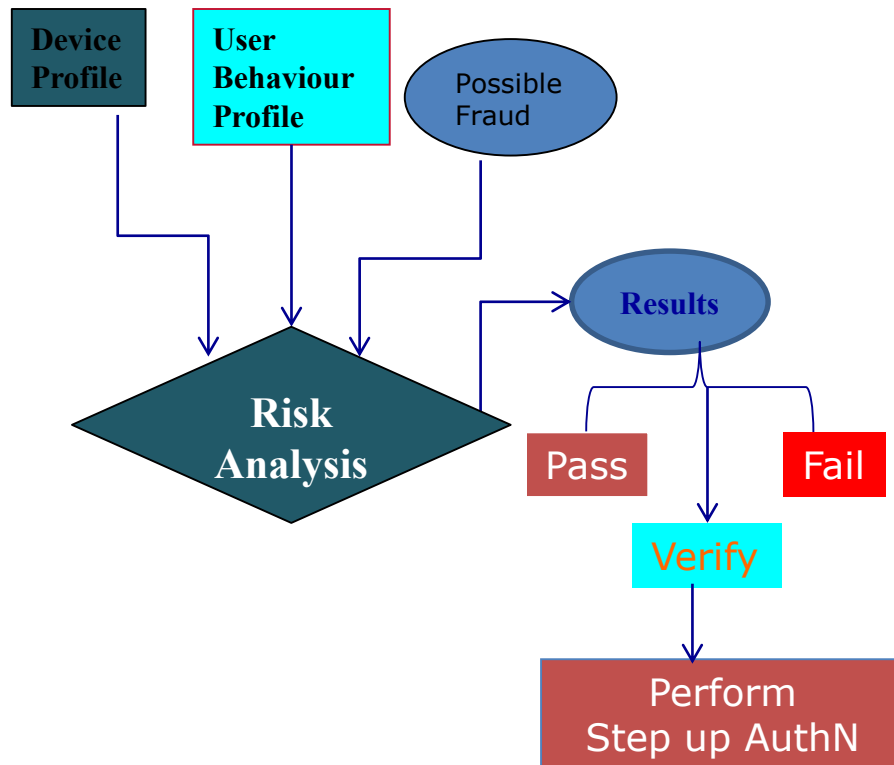 Device
Profile
User
Behaviour
Profile
Possible
Fraud
Results
Risk
Analysis
Pass
Fail
Verify
Perform
Step up AuthN